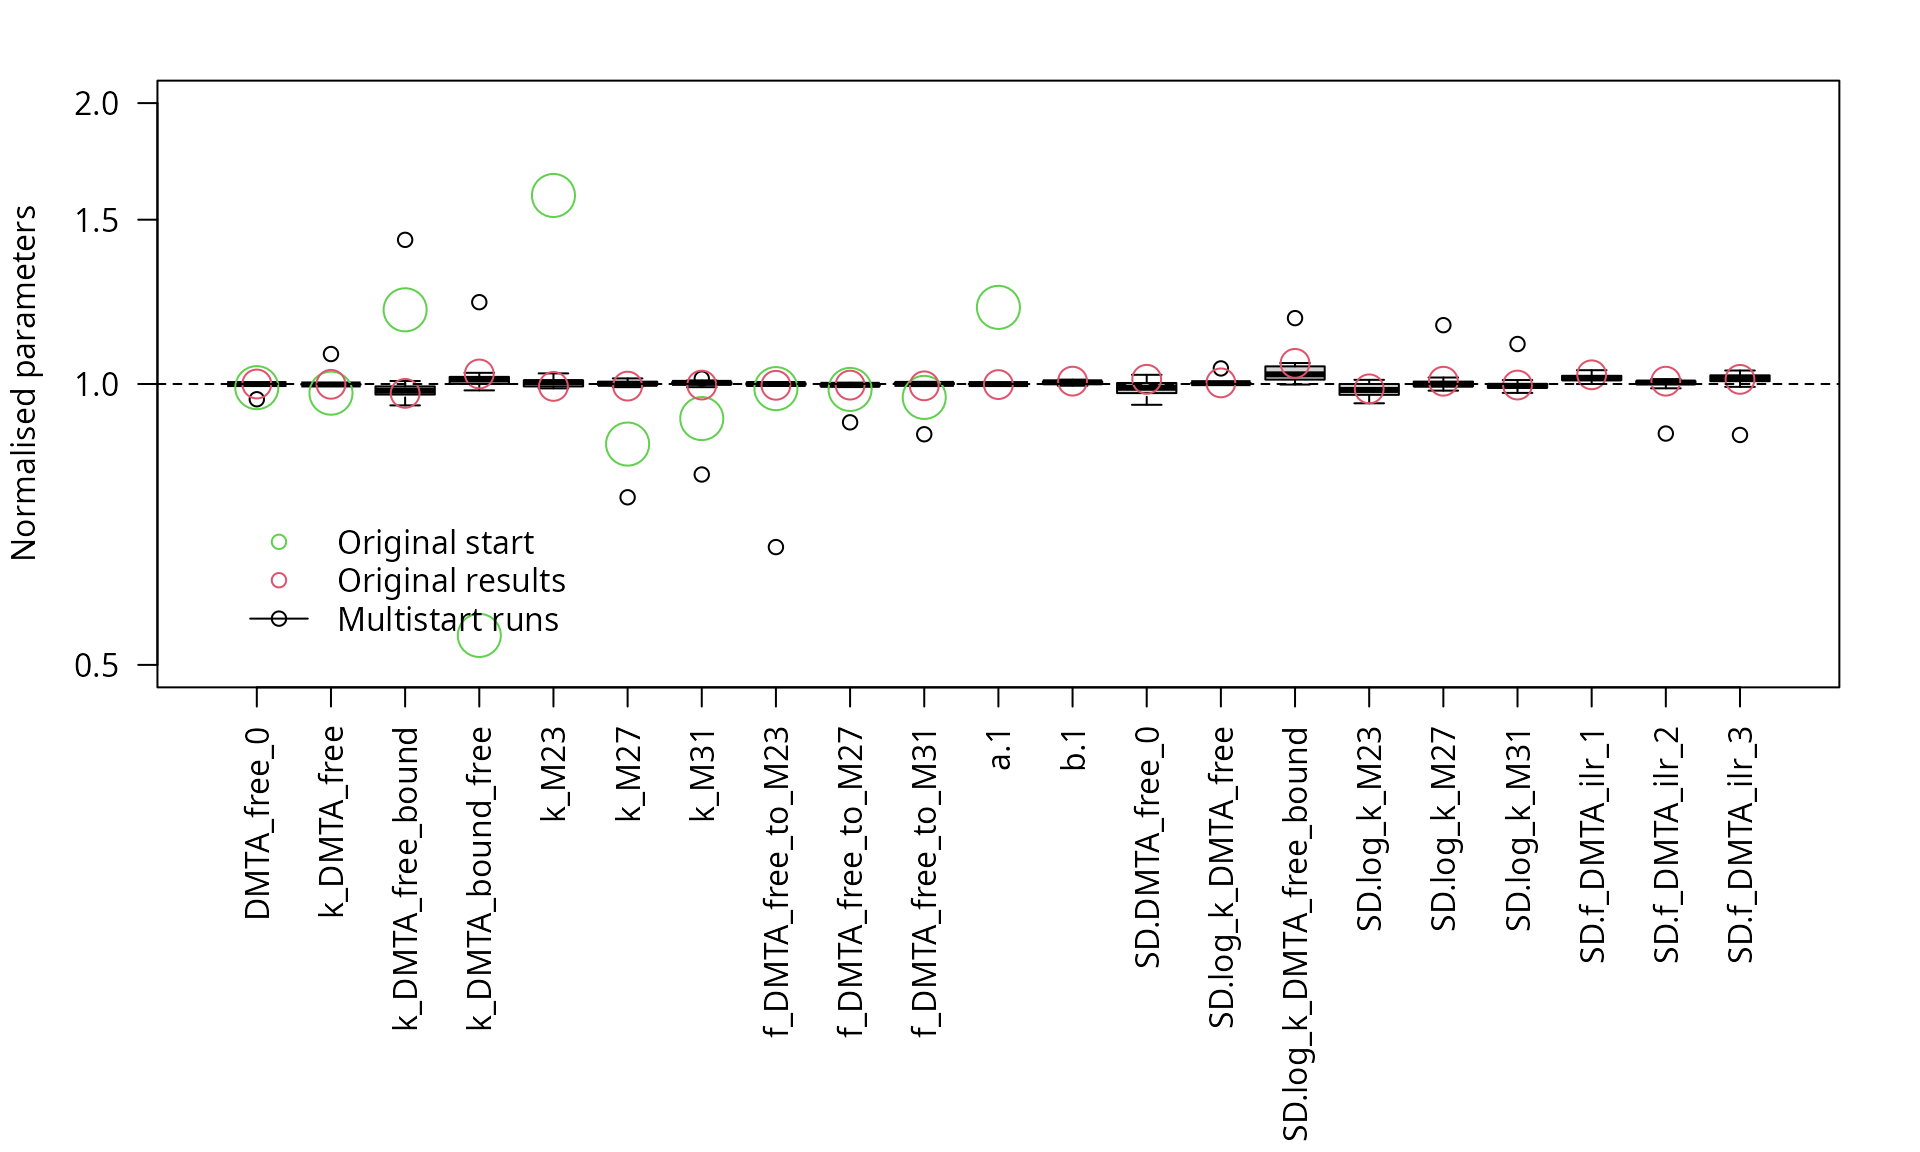 Normalised parameters
2.0
1.5
1.0
0.5
Original start
Original results
Multistart runs
DMTA_free_0
k_DMTA_free
k_DMTA_free_bound
k_DMTA_bound_free
k_M23
k_M27
k_M31
f_DMTA_free_to_M23
f_DMTA_free_to_M27
f_DMTA_free_to_M31
a.1
b.1
SD.DMTA_free_0
SD.log_k_DMTA_free
SD.log_k_DMTA_free_bound
SD.log_k_M23
SD.log_k_M27
SD.log_k_M31
SD.f_DMTA_ilr_1
SD.f_DMTA_ilr_2
SD.f_DMTA_ilr_3